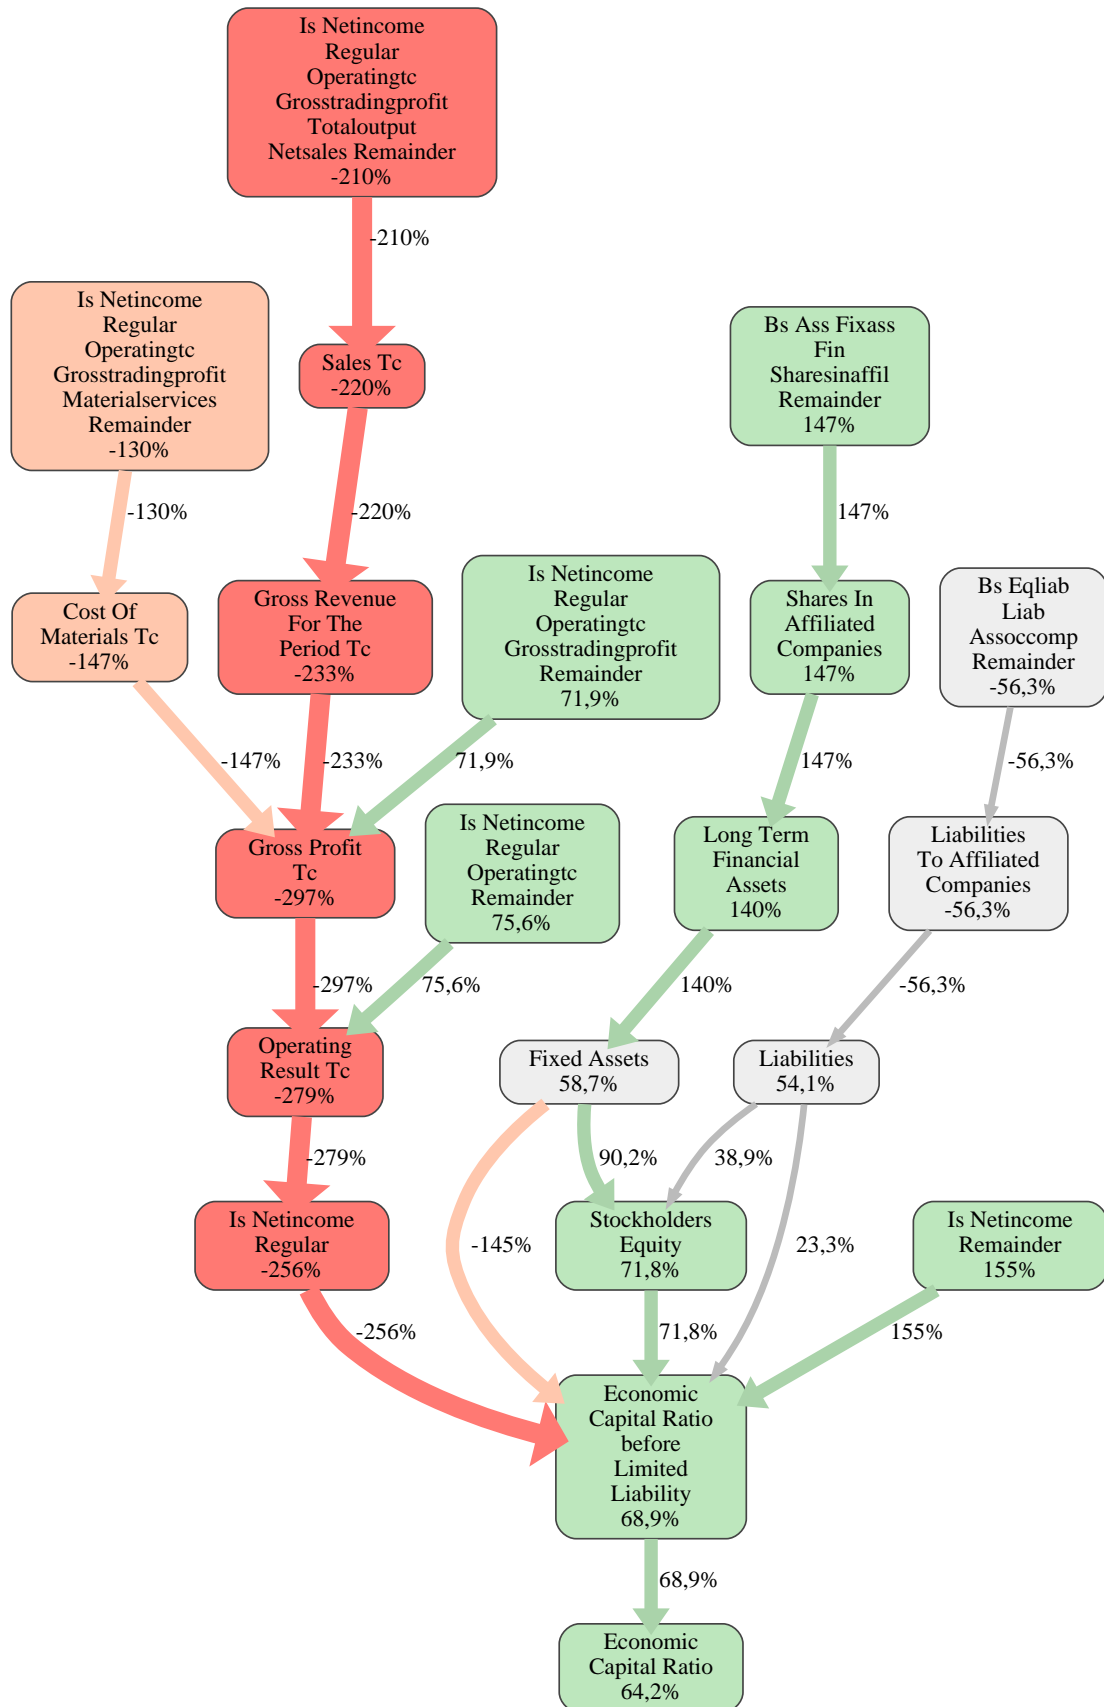 Is Netincome
Regular
Operatingtc
Grosstradingprofit
Totaloutput
Netsales Remainder
-210%
-210%
Is Netincome
Regular
Operatingtc
Grosstradingprofit
Materialservices
Remainder
-130%
Sales Tc
-220%
Bs Ass Fixass
Fin
Sharesinaffil
Remainder
147%
-130%
-220%
147%
Cost Of
Materials Tc
-147%
Gross Revenue
For The
Period Tc
-233%
Is Netincome
Regular
Operatingtc
Grosstradingprofit
Remainder
71,9%
Shares In
Affiliated
Companies
147%
Bs Eqliab
Liab
Assoccomp
Remainder
-56,3%
-147%
-233%
71,9%
147%
-56,3%
Gross Profit
Tc
-297%
Is Netincome
Regular
Operatingtc
Remainder
75,6%
Long Term
Financial
Assets
140%
Liabilities
To Affiliated
Companies
-56,3%
-297%
75,6%
140%
-56,3%
Operating
Result Tc
-279%
Fixed Assets
58,7%
Liabilities
54,1%
-279%
90,2%
38,9%
Is Netincome
Regular
-256%
-145%
Stockholders
Equity
71,8%
23,3%
Is Netincome
Remainder
155%
-256%
71,8%
155%
Economic
Capital Ratio
before
Limited
Liability
68,9%
68,9%
Economic
Capital Ratio
64,2%